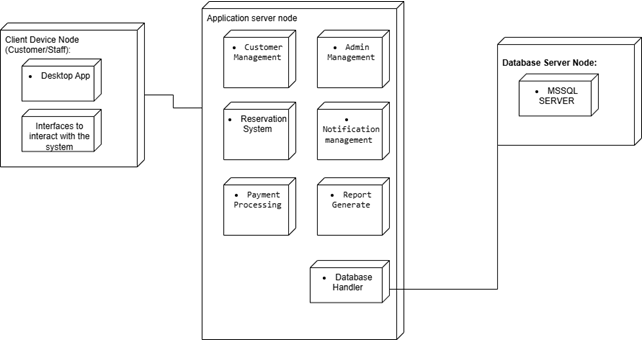 Client Device Node
(Customer/Staff):
• Desktop App
Interfaces to
interact with the
system
Application server node
• Customer
Management
• Admin
Management
• Reservation
System
•
Notification
management
• Payment
Processing
• Report
Generate
• Database
Handler
Database Server Node:
• MSSQL
SERVER